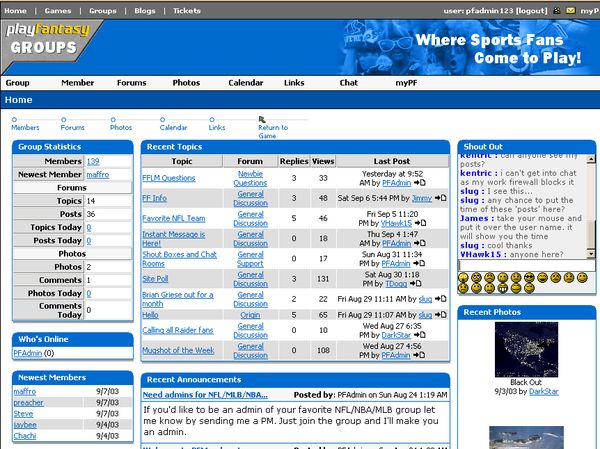 Home | Games | Groups | Blogs | Tickets
user: pfadmin123 [logout] myP
playfantasy
GROUPS
Where Sports Fans
Come to Play!
Group Member Forums Photos Calendar Links Chat myPF
Home
Members Forums Photos Calendar Links Return to
Game
Group Statistics
Members 139
Newest Member maffro
Forums
Topics 14
Posts 36
Topics Today 0
Posts Today 0
Photos
Photos 2
Comments 1
Photos Today 0
Comments
Today 0
Who's Online
PFAdmin (0)
Newest Members
maffro 9/7/03
preacher 9/7/03
Steve 9/7/03
Jaybee 9/4/03
Chachi 9/4/03
Recent Topics
Topic Forum Replies Views Last Post
FFLM Questions Newbie
Questions 3 33 Yesterday at 9:52
AM by PFAdmin
FF Info General
Discussion 3 48 Sat Sep 6 5:44 PM by Jimmy
Favorite NFL Team General
Discussion 5 46 Fri Sep 5 11:20
PM by VHawk15
Instant Message is
Here! General
Discussion 0 18 Thu Sep 4 1:47
AM by PFAdmin
Shout Boxes and Chat
Rooms General
Support 0 17 Sun Aug 31 11:34
PM by PFAdmin
Site Poll General
Discussion 3 131 Sat Aug 30 1:18
PM by TDogg
Brian Griese out for a
month General
Discussion 2 22 Fri Aug 29 11:11 AM by slug
Hello Origin 5 65 Fri Aug 29 11:07 AM by slug
Calling all Raider fans General
Discussion 0 10 Wed Aug 27 6:35
PM by DarkStar
Mugshot of the Week General
Discussion 0 108 Wed Aug 27 4:56
PM by PFAdmin
Recent Announcements
Need admins for NFL/MLB/NBA... Posted by: PFAdmin on Sun Aug 24 1:19 AM
If you'd like to be an admin of your favorite NFL/NBA/MLB group let
me know by sending me a PM. Just join the group and I'll make you
an admin.
Shout Out
kentric : can anyone see my
posts?
kentric : i can't get into chat
as my work firewall blocks it
slug : I see this...
slug : any chance to put the
time of these 'posts' here?
James : take your mouse and
put it over the user name. it
will show you the time
slug : cool thanks
VHawk15 : anyone here?
Recent Photos
Black Out
9/3/03 by DarkStar